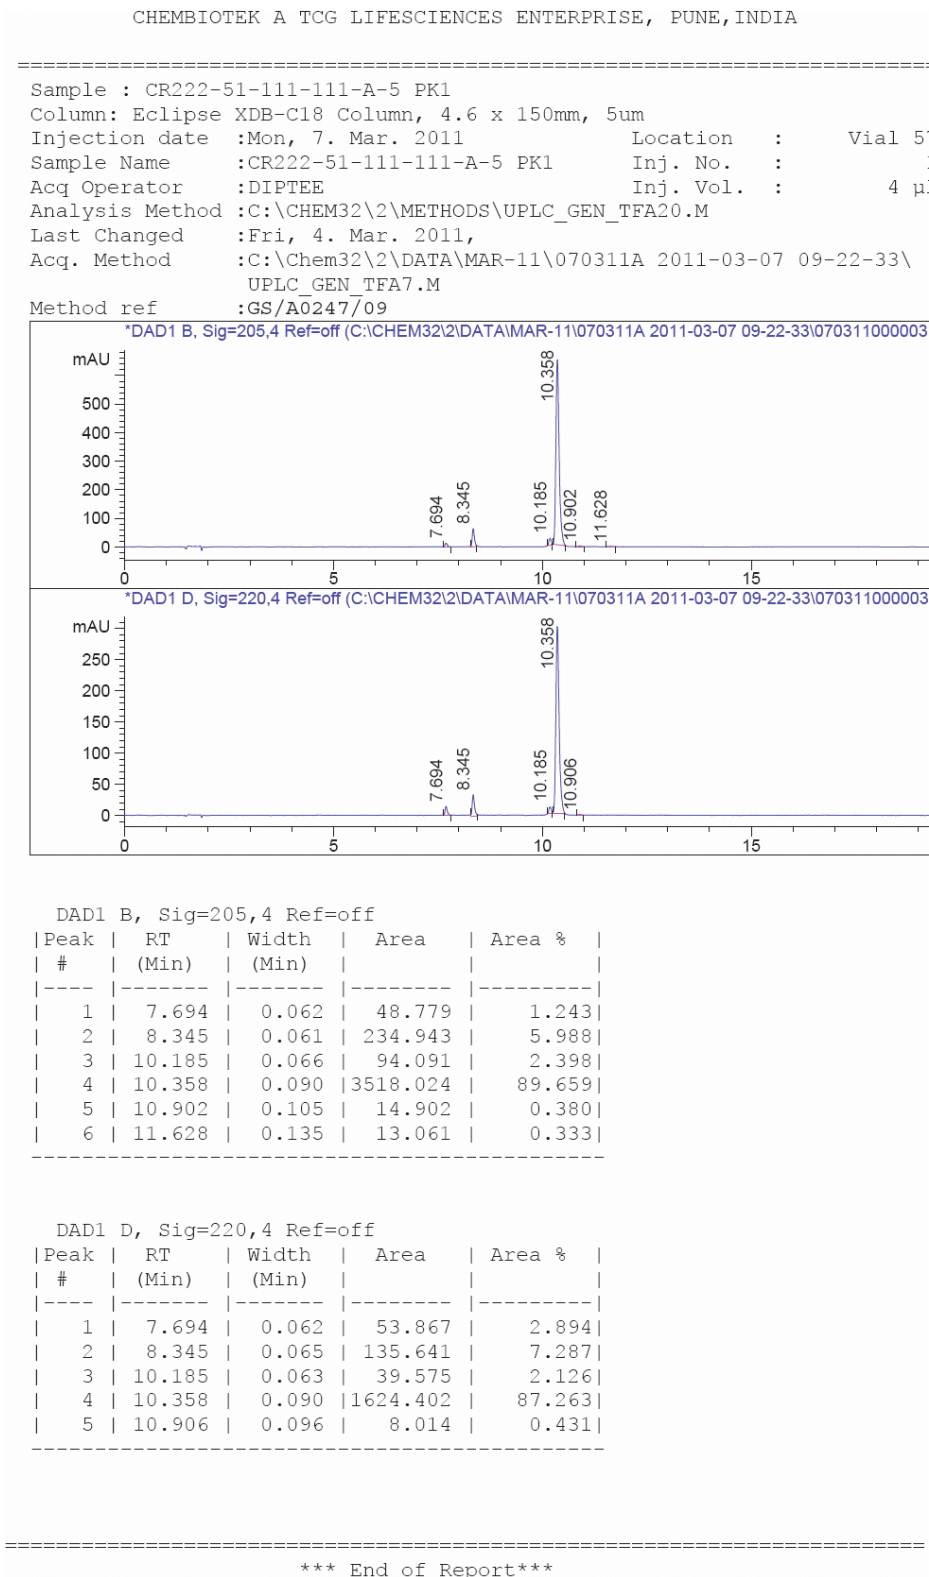 CHEMBIOTEK A TCG LIFESCIENCES ENTERPRISE, PUNE,INDIA
================================================================
Sample : CR222-51-111-111-A-5 PK1
Column: Eclipse XDB-C18 Column, 4.6 x 150mm, 5um
Injection date :Mon, 7. Mar. 2011 Location : Vial 5
Sample Name :CR222-51-111-111-A-5 PK1 Inj. No. :
Acq Operator :DIPTEE Inj. Vol. : 4 µ
Analysis Method :C:\CHEM32\2\METHODS\UPLC_GEN_TFA20.M
Last Changed :Fri, 4. Mar. 2011,
Acq. Method :C:\Chem32\2\DATA\MAR-11\070311A 2011-03-07 09-22-33\
UPLC_GEN_TFA7.M
Method ref :GS/A0247/09
*DAD1 B, Sig=205,4 Ref=off (C:\CHEM32\2\DATA\MAR-11\070311A 2011-03-07 09-22-33\070311000003
mAU
500
400
300
200
100
0
7.694
8.345
10.185
10.358
10.902
11.628
0 5 10 15
*DAD1 D, Sig=220,4 Ref=off (C:\CHEM32\2\DATA\MAR-11\070311A 2011-03-07 09-22-33\070311000003
mAU
250
200
150
100
50
0
7.694
8.345
10.185
10.358
10.906
0 5 10 15
DAD1 B, Sig=205,4 Ref=off
|Peak | RT | Width | Area | Area % |
| # | (Min) | (Min) | | |
|---- |------- |------- |-------- |---------|
| 1 | 7.694 | 0.062 | 48.779 | 1.243|
| 2 | 8.345 | 0.061 | 234.943 | 5.988|
| 3 | 10.185 | 0.066 | 94.091 | 2.398|
| 4 | 10.358 | 0.090 |3518.024 | 89.659|
| 5 | 10.902 | 0.105 | 14.902 | 0.380|
| 6 | 11.628 | 0.135 | 13.061 | 0.333|
---------------------------------------------
DAD1 D, Sig=220,4 Ref=off
|Peak | RT | Width | Area | Area % |
| # | (Min) | (Min) | | |
|---- |------- |------- |-------- |---------|
| 1 | 7.694 | 0.062 | 53.867 | 2.894|
| 2 | 8.345 | 0.065 | 135.641 | 7.287|
| 3 | 10.185 | 0.063 | 39.575 | 2.126|
| 4 | 10.358 | 0.090 |1624.402 | 87.263|
| 5 | 10.906 | 0.096 | 8.014 | 0.431|
---------------------------------------------
================================================================
*** End of Report***